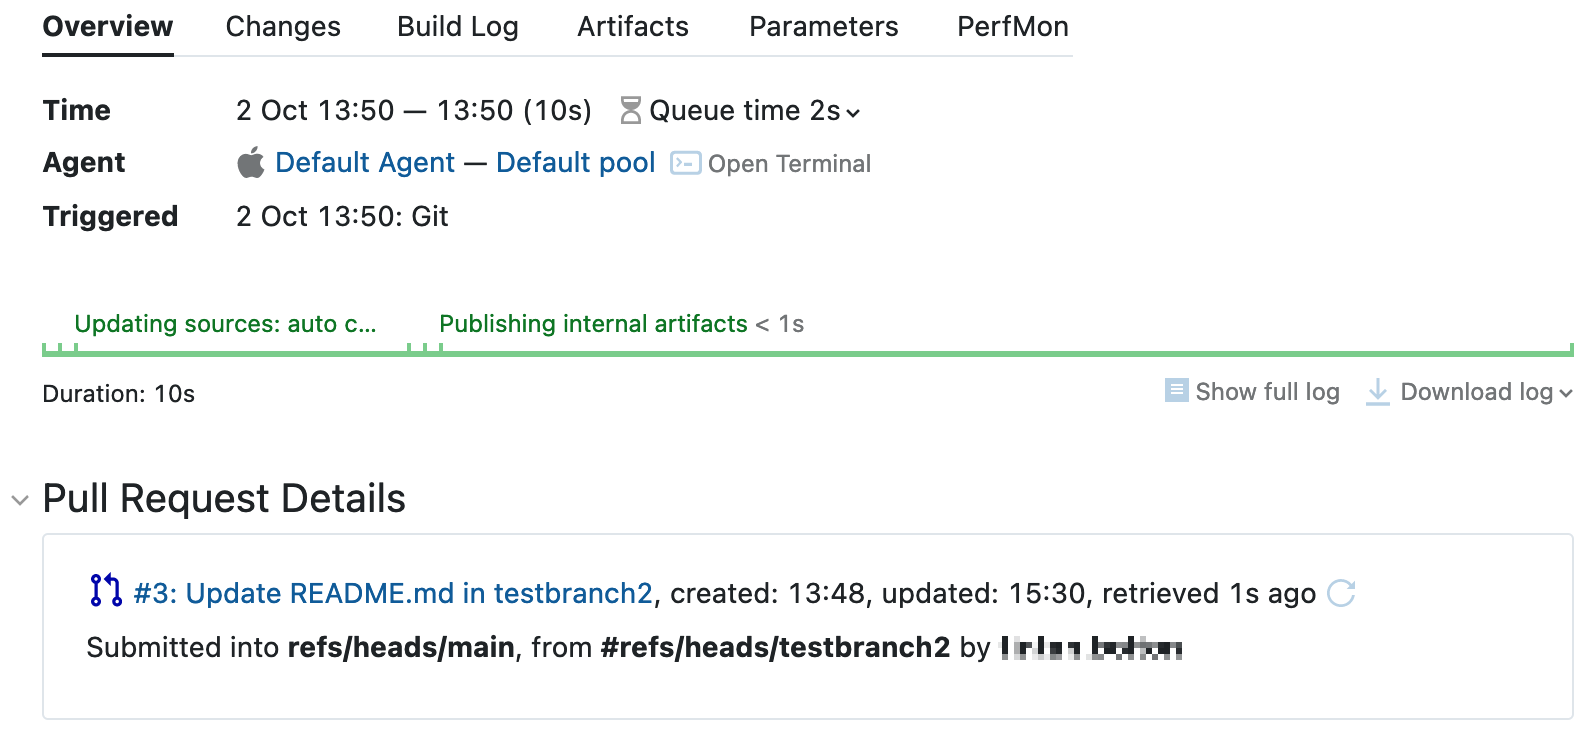 Overview Changes Build Log Artifacts Parameters PerfMon
Time 2 Oct 13:50 — 13:50 (10s) Queue time 2s
Agent Default Agent — Default pool Open Terminal
Triggered 2 Oct 13:50: Git
Updating sources: auto c... Publishing internal artifacts < 1s
Duration: 10s Show full log Download log
Pull Request Details
#3: Update README.md in testbranch2, created: 13:48, updated: 15:30, retrieved 1s ago
Submitted into refs/heads/main, from #refs/heads/testbranch2 by